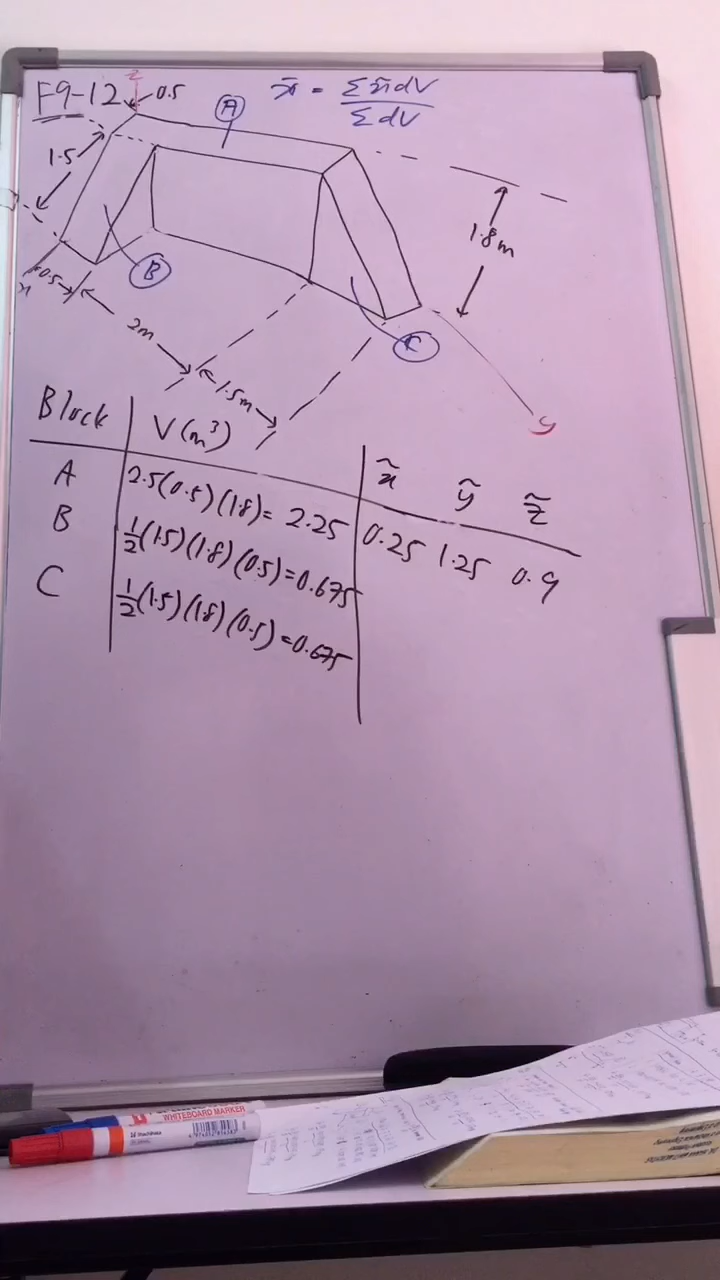 F9-12
z
0.5
A
x̄ = Σx̃dV
ΣdV
1.5
1.8m
B
C
x
0.5
2m
1.5m
y
Block V(m³) x̃ ỹ z̃
A 2.5(0.5)(1.8) = 2.25 0.25 1.25 0.9
B ½(1.5)(1.8)(0.5) = 0.675
C ½(1.5)(1.8)(0.5) = 0.675
WHITEBOARD MARKER